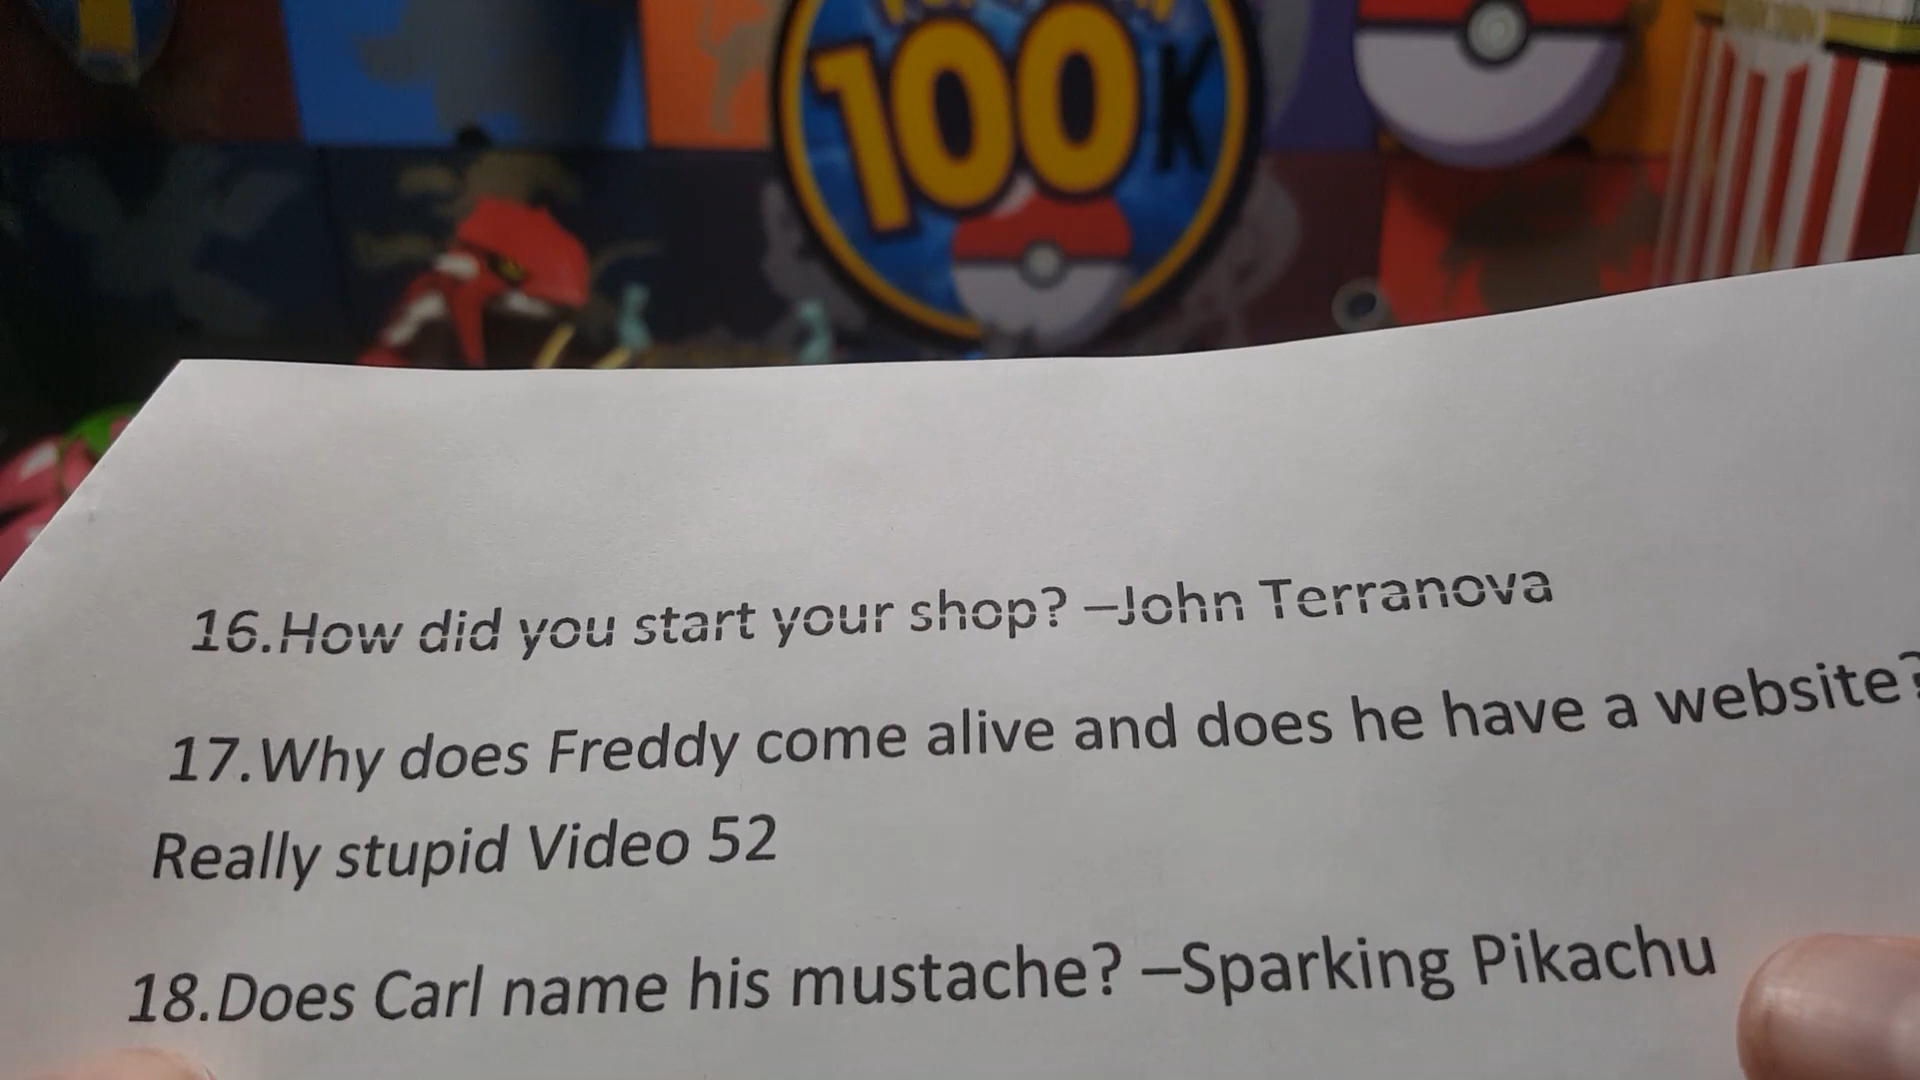 100K
16.How did you start your shop? –John Terranova
17.Why does Freddy come alive and does he have a website?
Really stupid Video 52
18.Does Carl name his mustache? –Sparking Pikachu